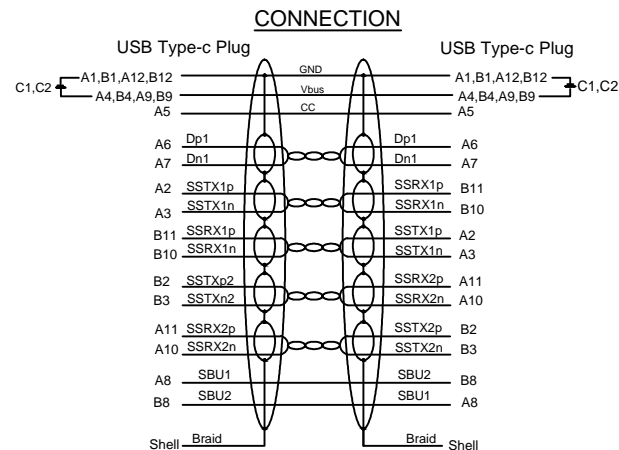 CONNECTION
USB Type-c Plug USB Type-c Plug
C1,C2 A1,B1,A12,B12 GND A1,B1,A12,B12 C1,C2
A4,B4,A9,B9 Vbus A4,B4,A9,B9
A5 CC A5
A6 Dp1 Dp1 A6
A7 Dn1 Dn1 A7
A2 SSTX1p SSRX1p B11
A3 SSTX1n SSRX1n B10
B11 SSRX1p SSTX1p A2
B10 SSRX1n SSTX1n A3
B2 SSTXp2 SSRX2p A11
B3 SSTXn2 SSRX2n A10
A11 SSRX2p SSTX2p B2
A10 SSRX2n SSTX2n B3
A8 SBU1 SBU2 B8
B8 SBU2 SBU1 A8
Shell Braid Braid Shell